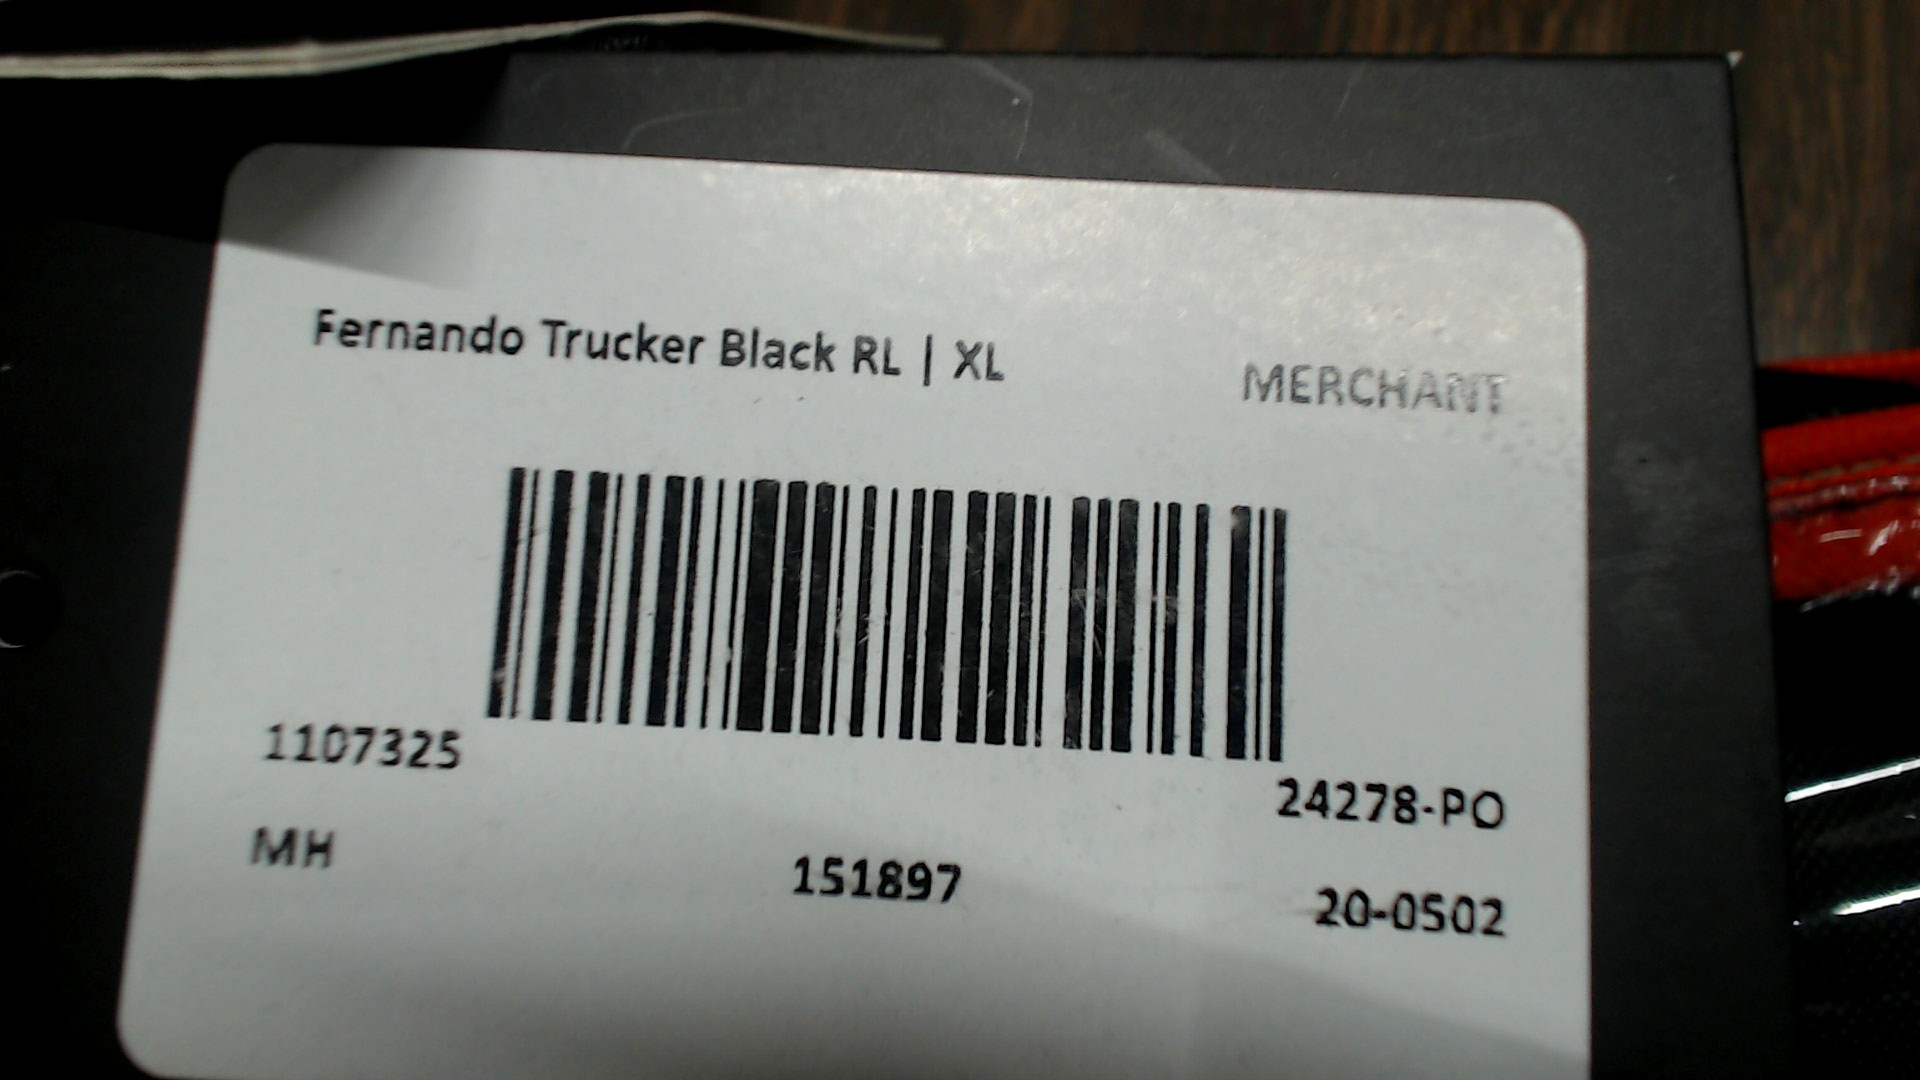 Fernando Trucker Black RL | XL
MERCHANT
1107325
24278-PO
MH
151897
20-0502